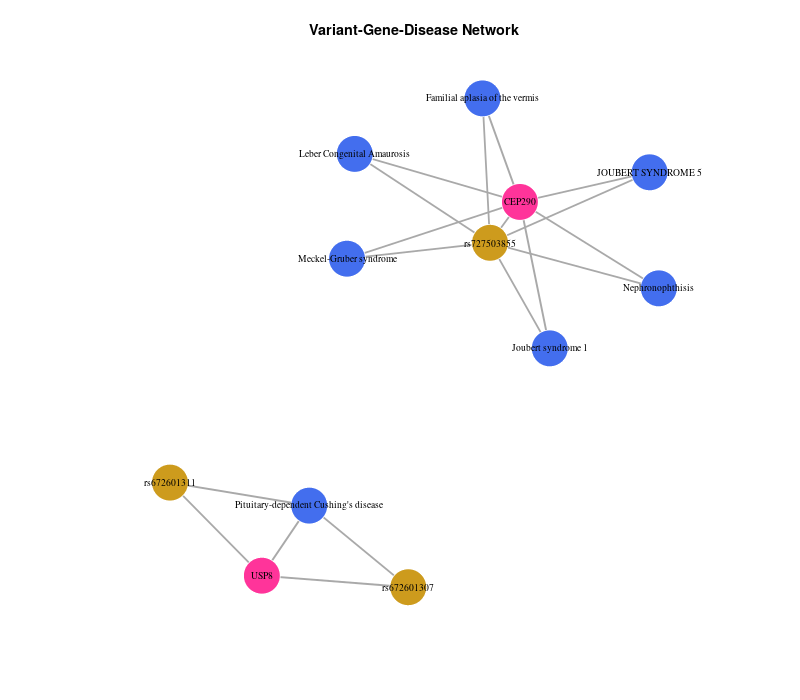 Variant-Gene-Disease Network
Familial aplasia of the vermis
Leber Congenital Amaurosis
JOUBERT SYNDROME 5
CEP290
rs727503855
Meckel-Gruber syndrome
Nephronophthisis
Joubert syndrome 1
rs672601311
Pituitary-dependent Cushing's disease
USP8
rs672601307